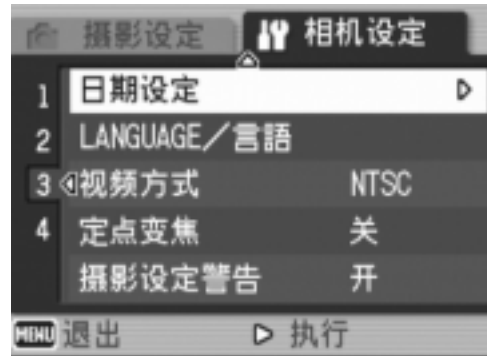 摄影设定 相机设定
1 日期设定
2 LANGUAGE／言語
3 视频方式 NTSC
4 定点变焦 关
摄影设定警告 开
MENU 退出 执行